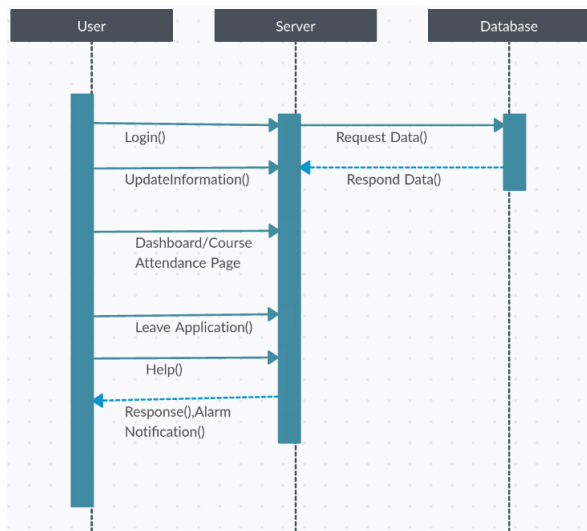 User
Server
Database
Login()
Request Data()
UpdateInformation()
Respond Data()
Dashboard/Course
Attendance Page
Leave Application()
Help()
Response(),Alarm
Notification()